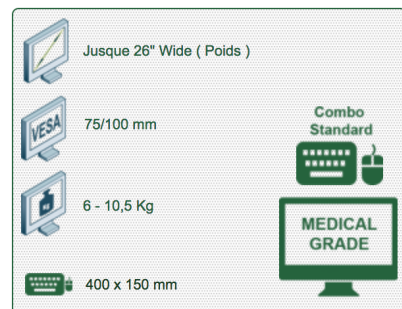 Jusque 26" Wide ( Poids )
VESA
75/100 mm
Combo
Standard
6 - 10,5 Kg
MEDICAL
GRADE
400 x 150 mm